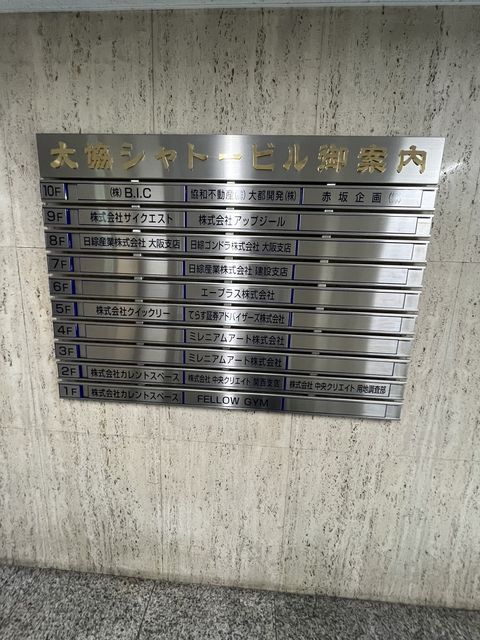 大協シャトービル御案内
10F (株) B.I.C 協和不動産(株) 大都開発(株) 赤坂企画(株)
9F 株式会社サイクエスト 株式会社アップジール
8F 日綜産業株式会社 大阪支店 日綜ゴンドラ株式会社 大阪支店
7F 日綜産業株式会社 建設支店
6F エープラス株式会社
5F 株式会社クイックリー てらす証券アドバイザーズ株式会社
4F ミレニアムアート株式会社
3F ミレニアムアート株式会社
2F 株式会社カレントスペース 株式会社 中央クリエイト 関西支店 株式会社 中央クリエイト 用地調査部
1F 株式会社カレントスペース FELLOW GYM